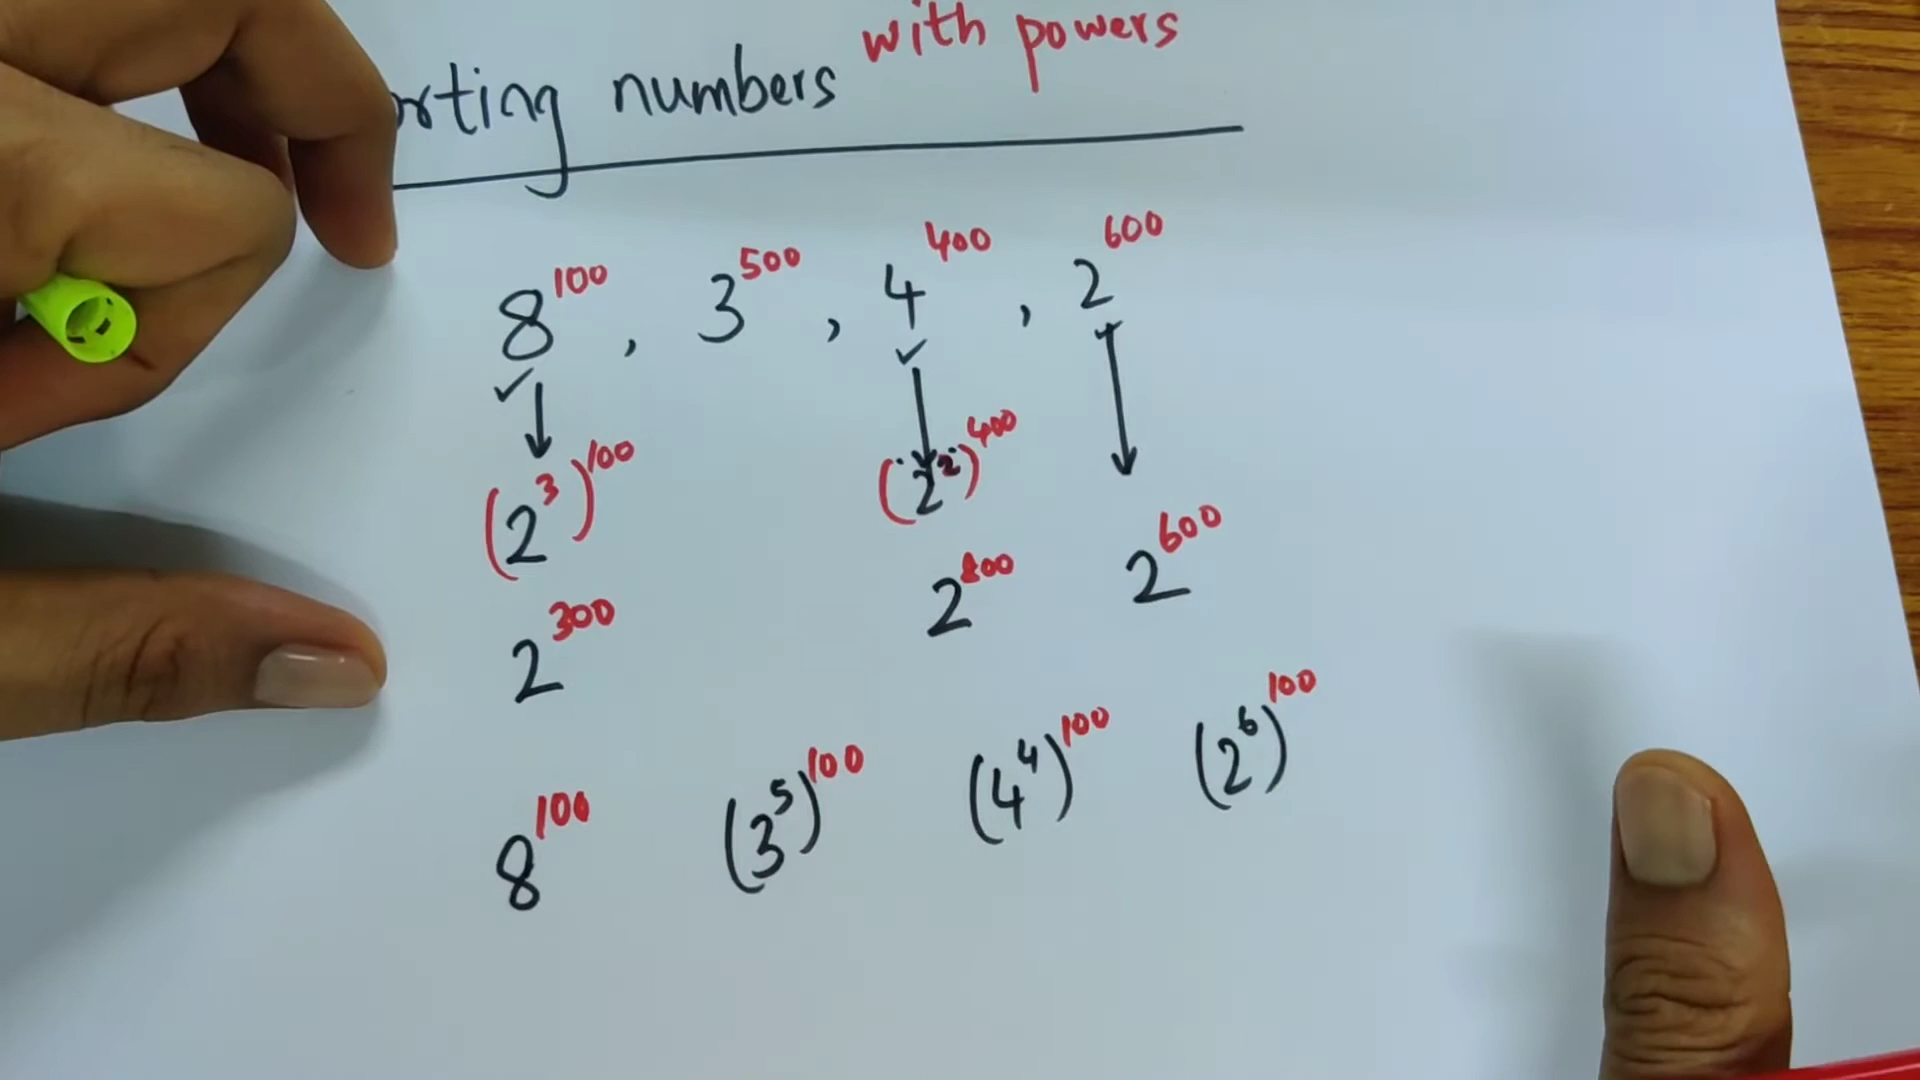 with powers
orting numbers
8^100 , 3^500 , 4^400 , 2^600
(2^3)^100 (2^2)^400
2^300 2^800 2^600
8^100 (3^5)^100 (4^4)^100 (2^6)^100